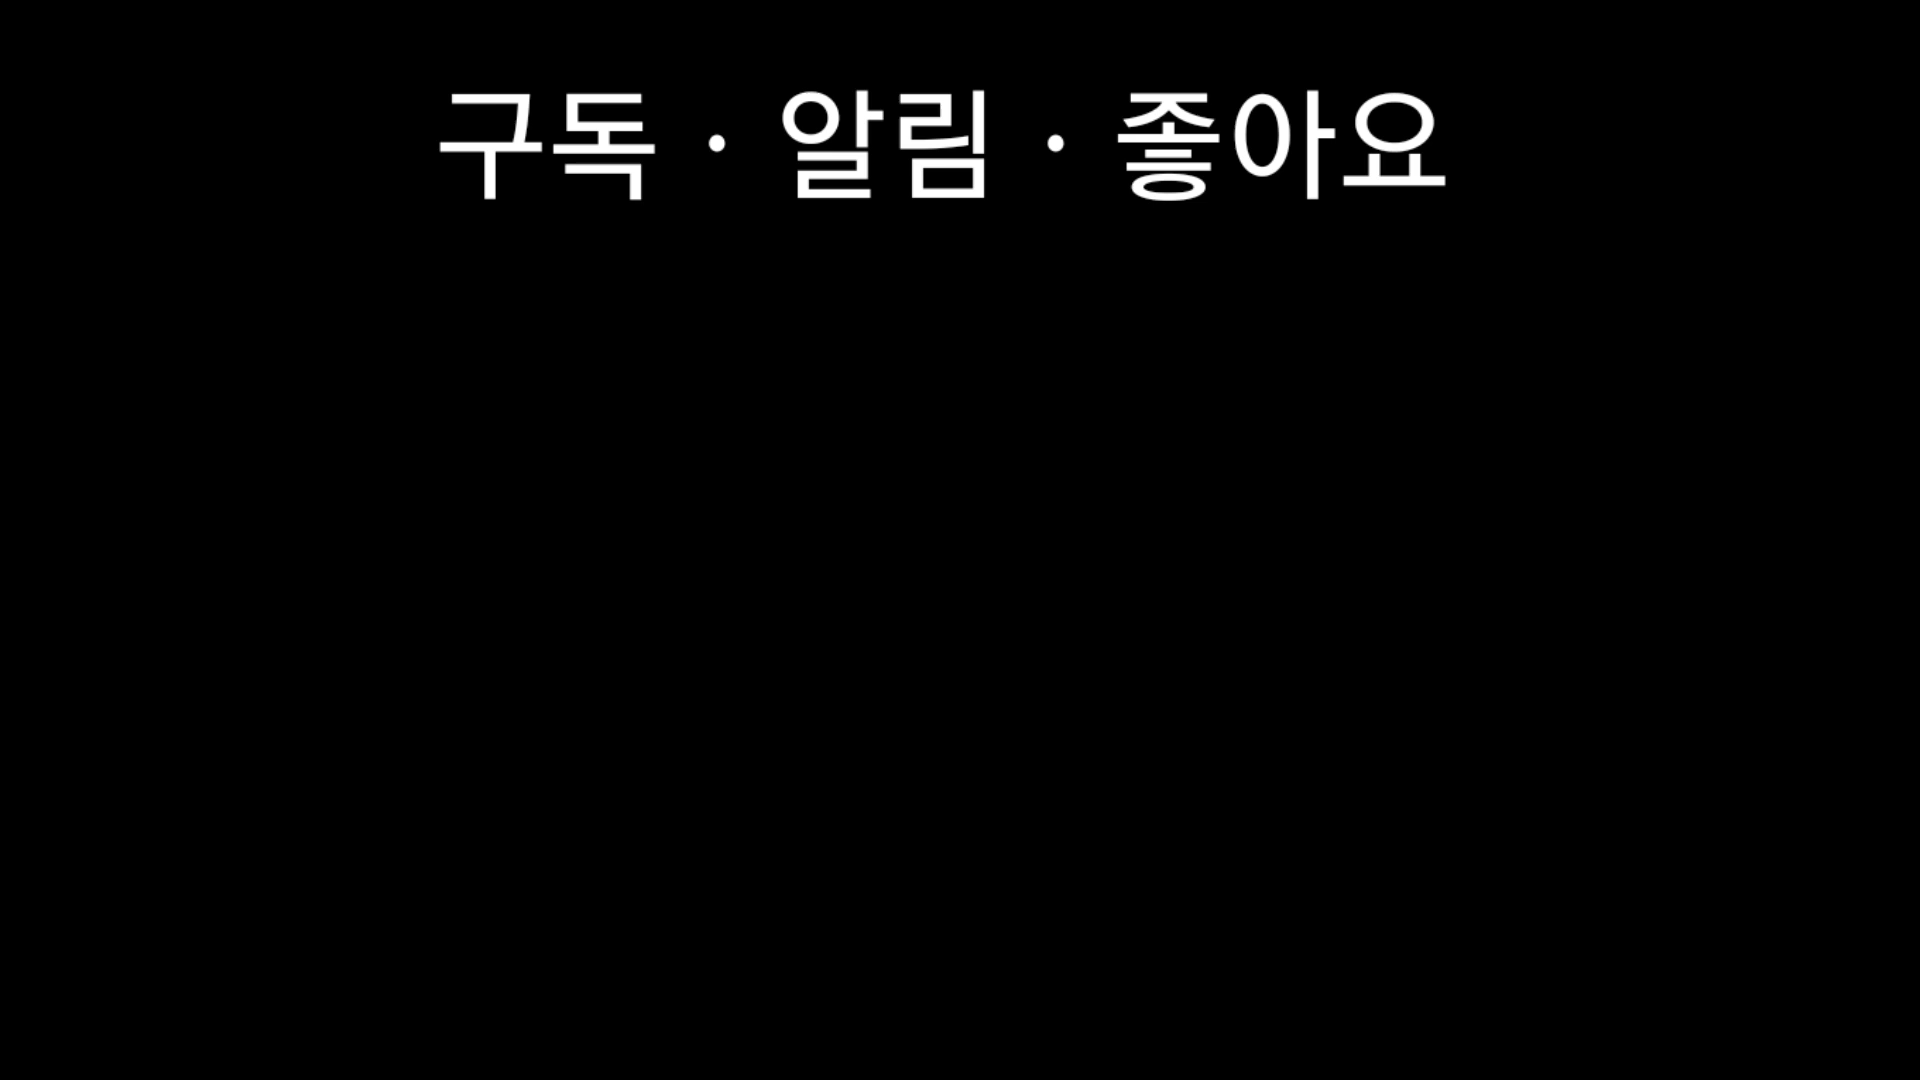 구독 · 알림 · 좋아요